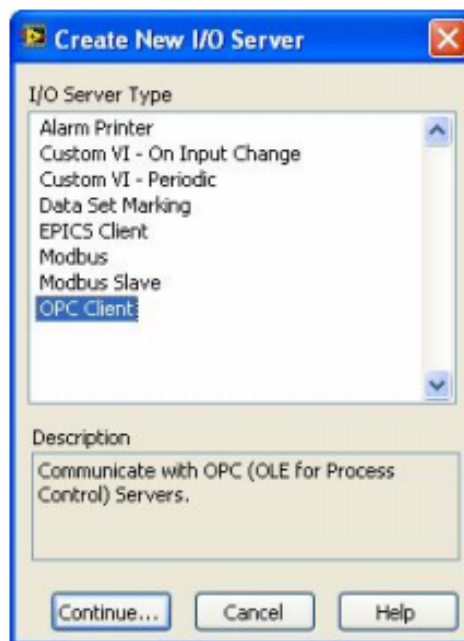 Create New I/O Server
I/O Server Type
Alarm Printer
Custom VI - On Input Change
Custom VI - Periodic
Data Set Marking
EPICS Client
Modbus
Modbus Slave
OPC Client
Description
Communicate with OPC (OLE for Process
Control) Servers.
Continue...
Cancel
Help